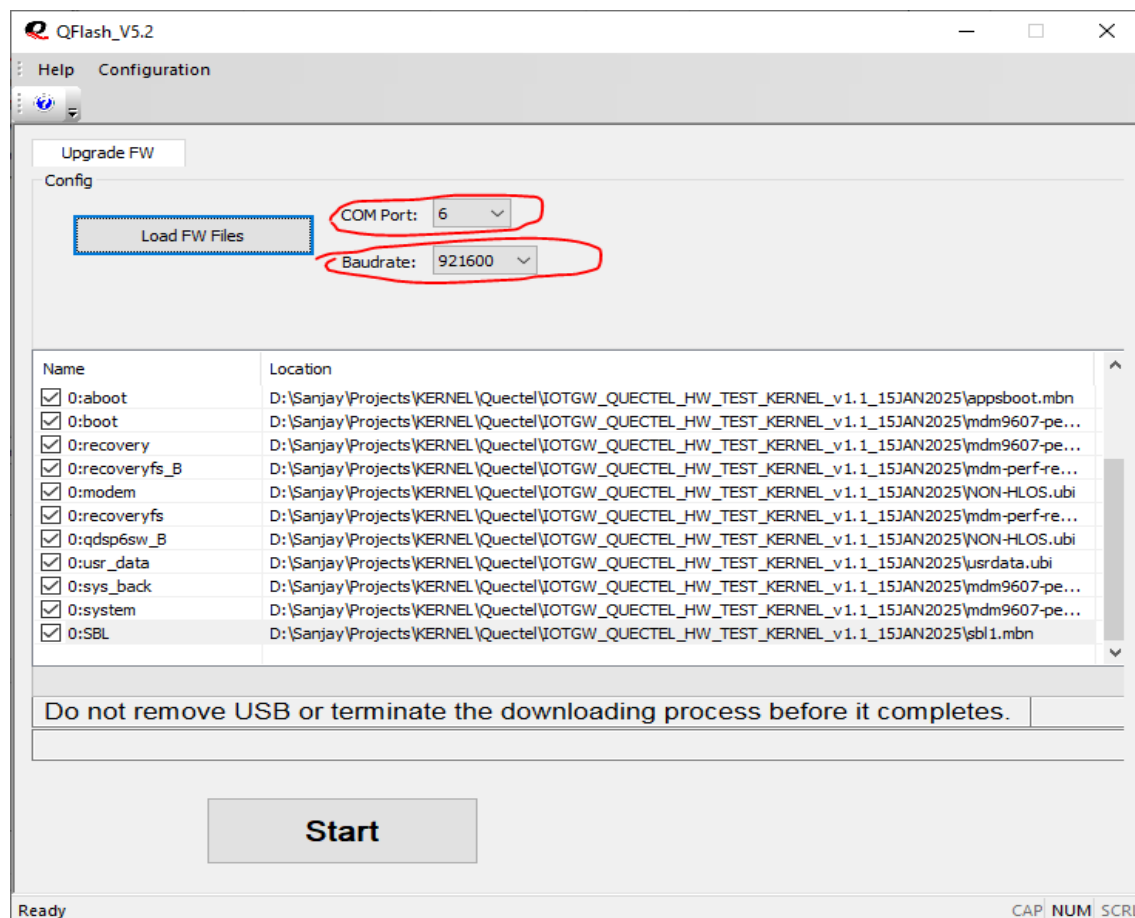 QFlash_V5.2
Help Configuration
Upgrade FW
Config
Load FW Files
COM Port: 6
Baudrate: 921600
Name Location
0:aboot D:\Sanjay\Projects\KERNEL\Quectel\IOTGW_QUECTEL_HW_TEST_KERNEL_v1.1_15JAN2025\appsboot.mbn
0:boot D:\Sanjay\Projects\KERNEL\Quectel\IOTGW_QUECTEL_HW_TEST_KERNEL_v1.1_15JAN2025\mdm9607-pe...
0:recovery D:\Sanjay\Projects\KERNEL\Quectel\IOTGW_QUECTEL_HW_TEST_KERNEL_v1.1_15JAN2025\mdm9607-pe...
0:recoveryfs_B D:\Sanjay\Projects\KERNEL\Quectel\IOTGW_QUECTEL_HW_TEST_KERNEL_v1.1_15JAN2025\mdm-perf-re...
0:modem D:\Sanjay\Projects\KERNEL\Quectel\IOTGW_QUECTEL_HW_TEST_KERNEL_v1.1_15JAN2025\NON-HLOS.ubi
0:recoveryfs D:\Sanjay\Projects\KERNEL\Quectel\IOTGW_QUECTEL_HW_TEST_KERNEL_v1.1_15JAN2025\mdm-perf-re...
0:qdsp6sw_B D:\Sanjay\Projects\KERNEL\Quectel\IOTGW_QUECTEL_HW_TEST_KERNEL_v1.1_15JAN2025\NON-HLOS.ubi
0:usr_data D:\Sanjay\Projects\KERNEL\Quectel\IOTGW_QUECTEL_HW_TEST_KERNEL_v1.1_15JAN2025\usrdata.ubi
0:sys_back D:\Sanjay\Projects\KERNEL\Quectel\IOTGW_QUECTEL_HW_TEST_KERNEL_v1.1_15JAN2025\mdm9607-pe...
0:system D:\Sanjay\Projects\KERNEL\Quectel\IOTGW_QUECTEL_HW_TEST_KERNEL_v1.1_15JAN2025\mdm9607-pe...
0:SBL D:\Sanjay\Projects\KERNEL\Quectel\IOTGW_QUECTEL_HW_TEST_KERNEL_v1.1_15JAN2025\sbl1.mbn
Do not remove USB or terminate the downloading process before it completes.
Start
Ready CAP NUM SCRI